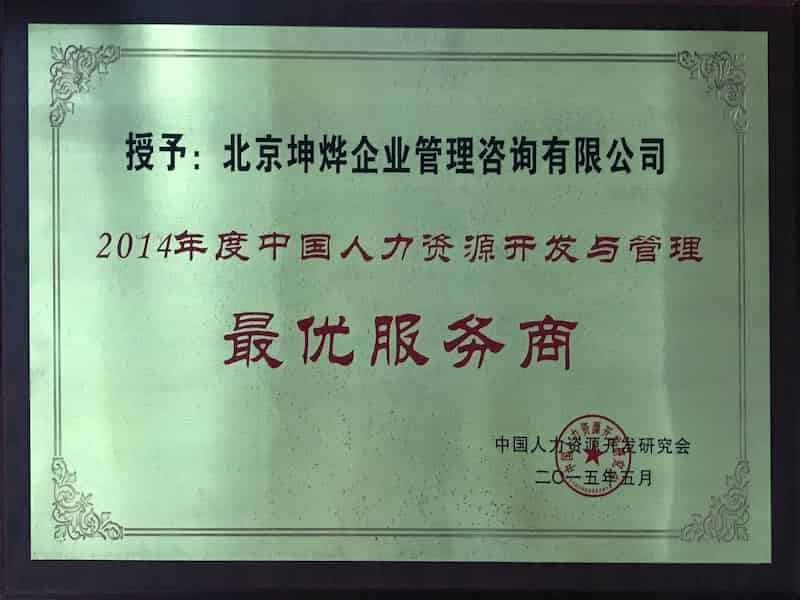 授予：北京坤烨企业管理咨询有限公司
2014年度中国人力资源开发与管理
最优服务商
中国人力资源开发研究会
二〇一五年五月